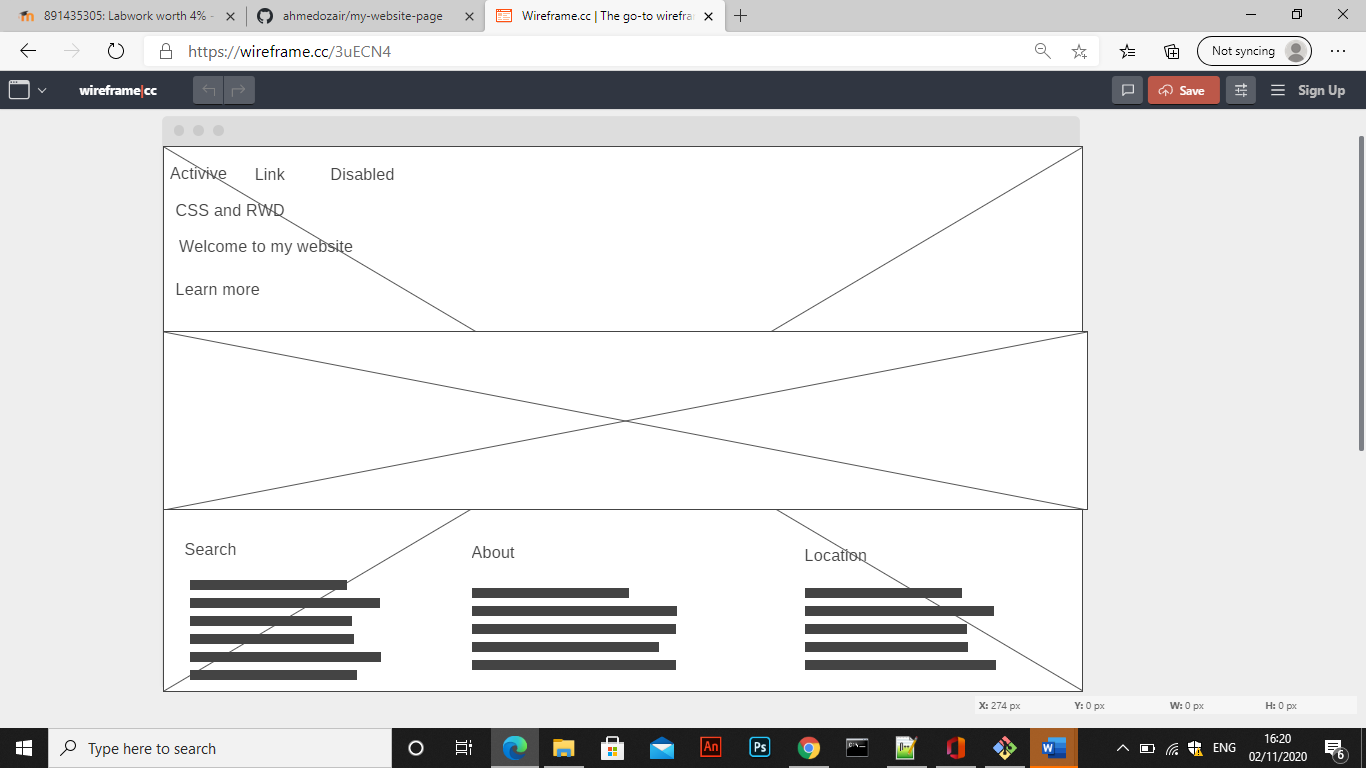 891435305: Labwork worth 4% -
ahmedozair/my-website-page
Wireframe.cc | The go-to wirefra
https://wireframe.cc/3uECN4
Not syncing
wireframe|cc
Save
Sign Up
Activive Link Disabled
CSS and RWD
Welcome to my website
Learn more
Search About Location
X: 274 px Y: 0 px W: 0 px H: 0 px
Type here to search
An
Ps
ENG
16:20
02/11/2020
6